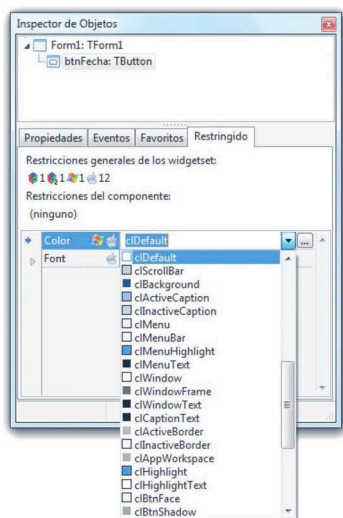 Inspector de Objetos
Form1: TForm1
btnFecha: TButton
Propiedades Eventos Favoritos Restringido
Restricciones generales de los widgetset:
1 1 1 12
Restricciones del componente:
(ninguno)
Color clDefault ...
Font clDefault
clScrollBar
clBackground
clActiveCaption
clInactiveCaption
clMenu
clMenuBar
clMenuHighlight
clMenuText
clWindow
clWindowFrame
clWindowText
clCaptionText
clActiveBorder
clInactiveBorder
clAppWorkspace
clHighlight
clHighlightText
clBtnFace
clBtnShadow